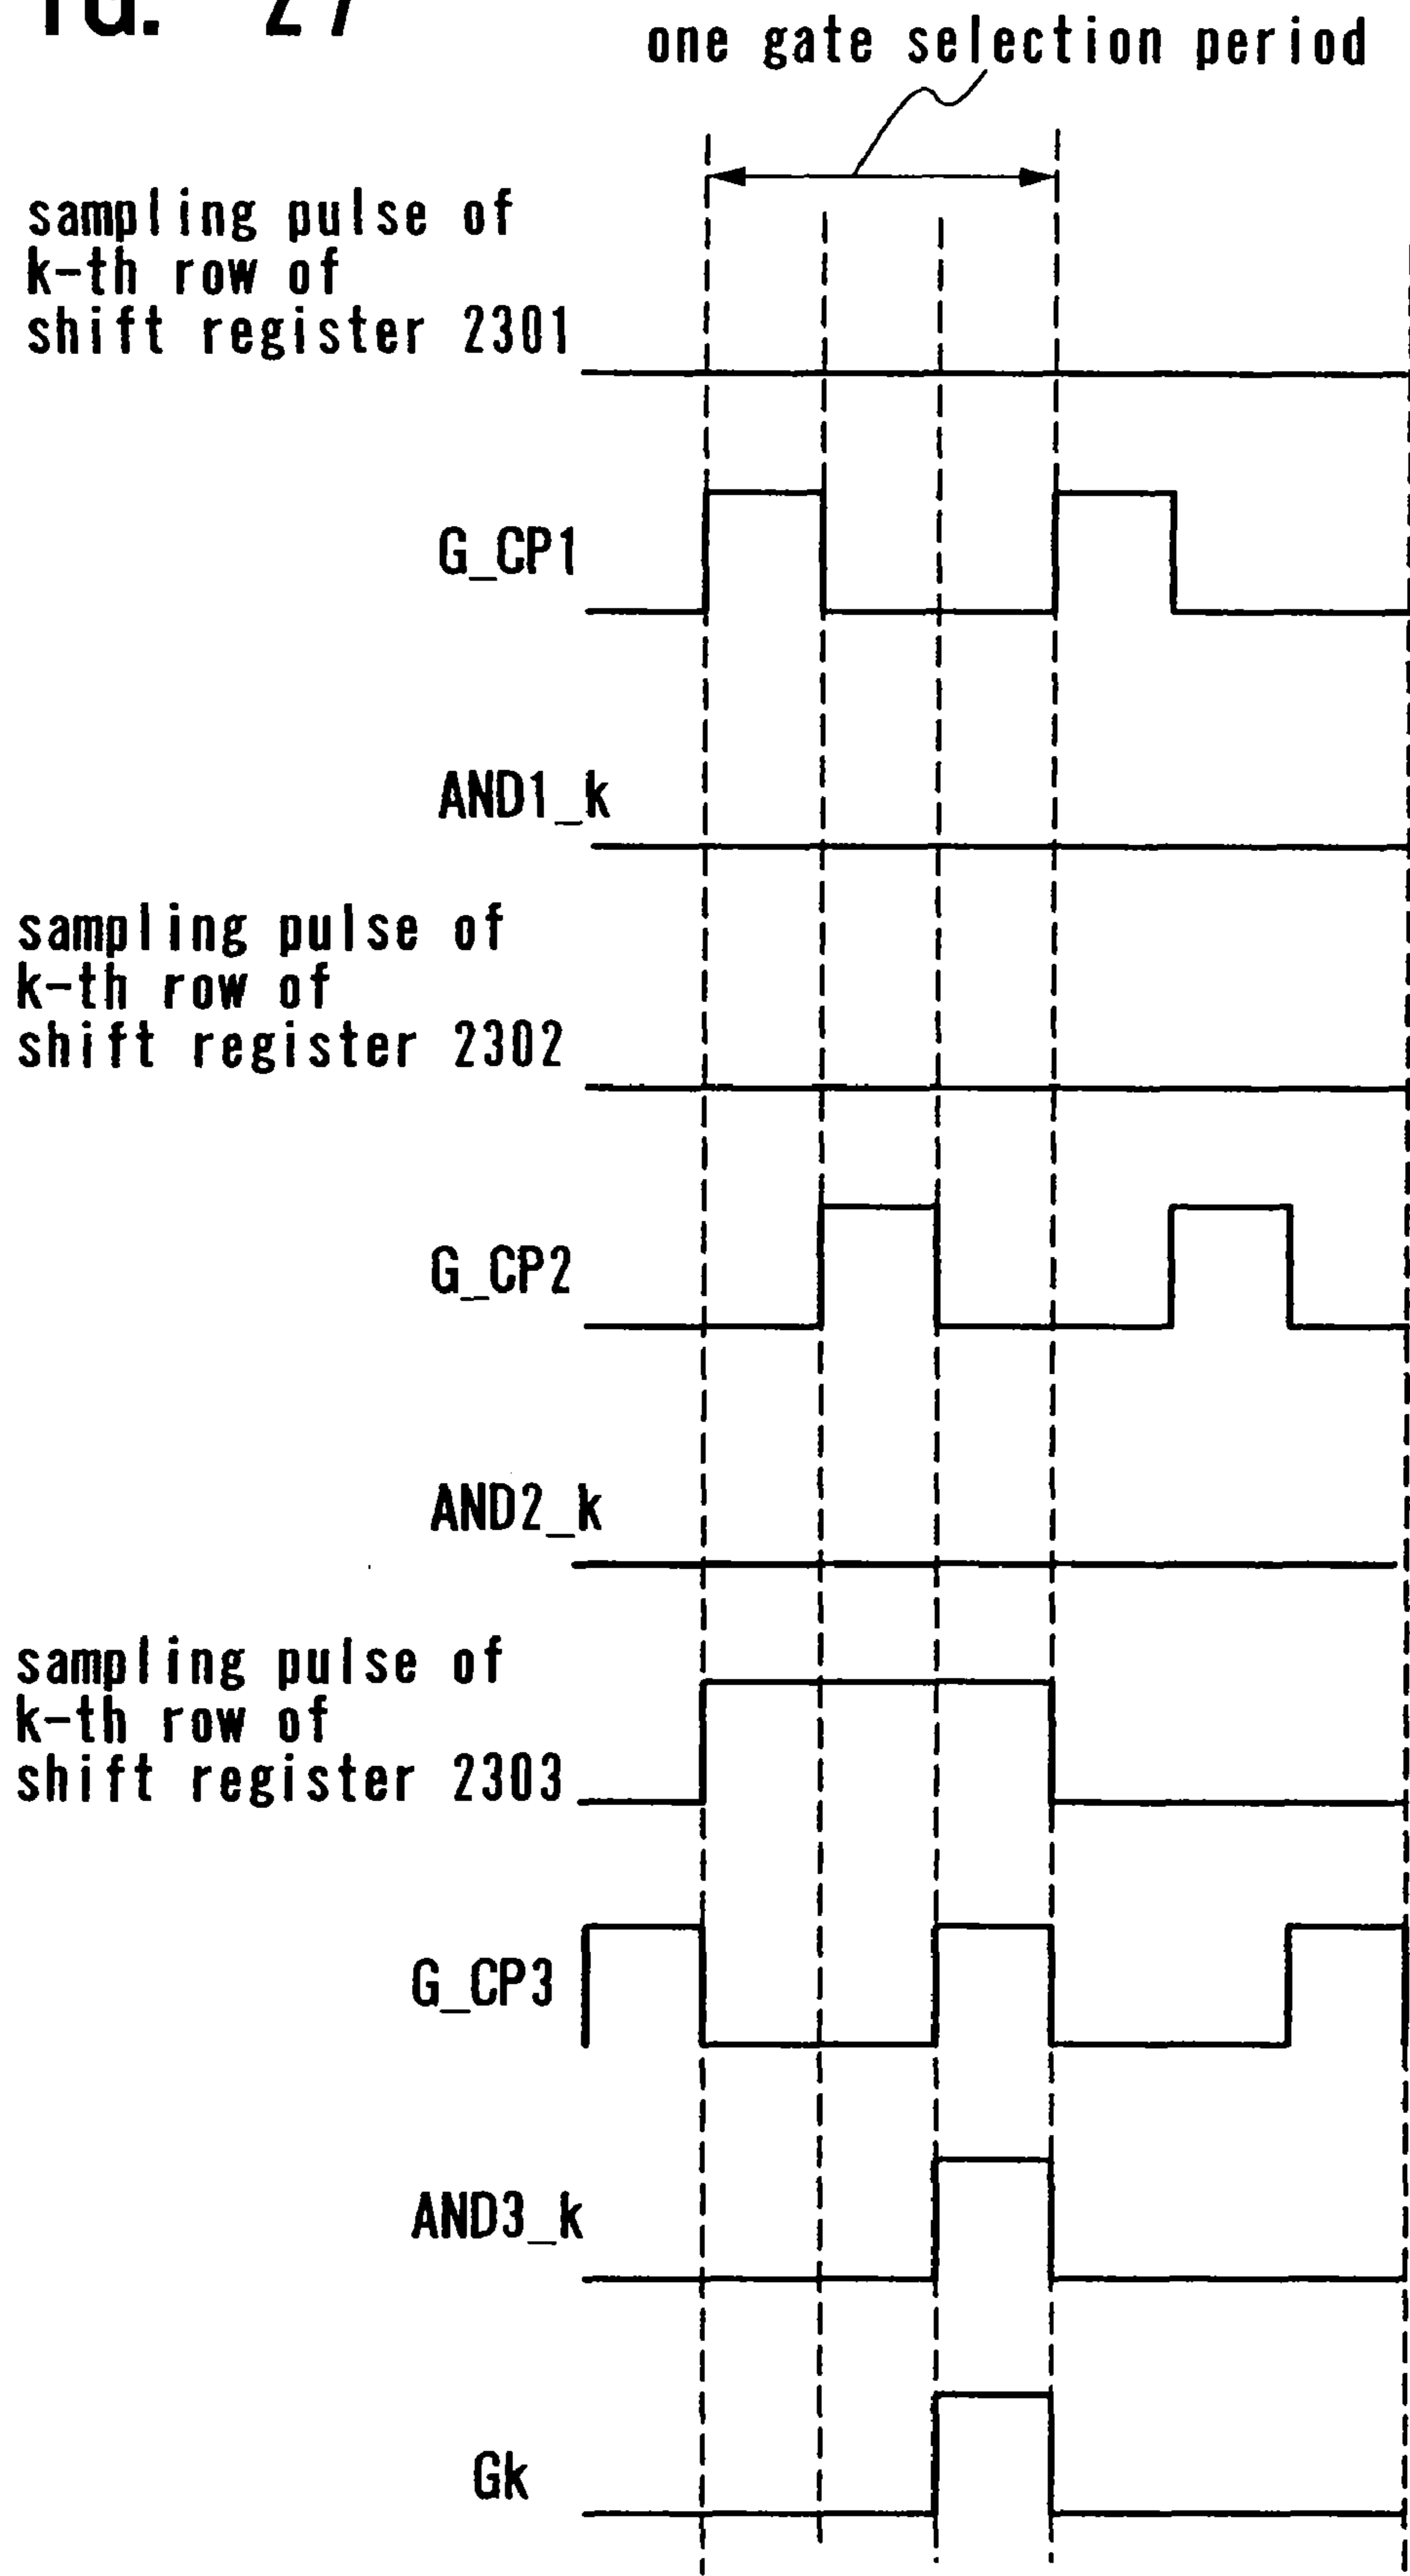 one gate selection period
sampling pulse of
k-th row of
shift register 2301
G_CP1
AND1_k
sampling pulse of
k-th row of
shift register 2302
G_CP2
AND2_k
sampling pulse of
k-th row of
shift register 2303
G_CP3
AND3_k
Gk